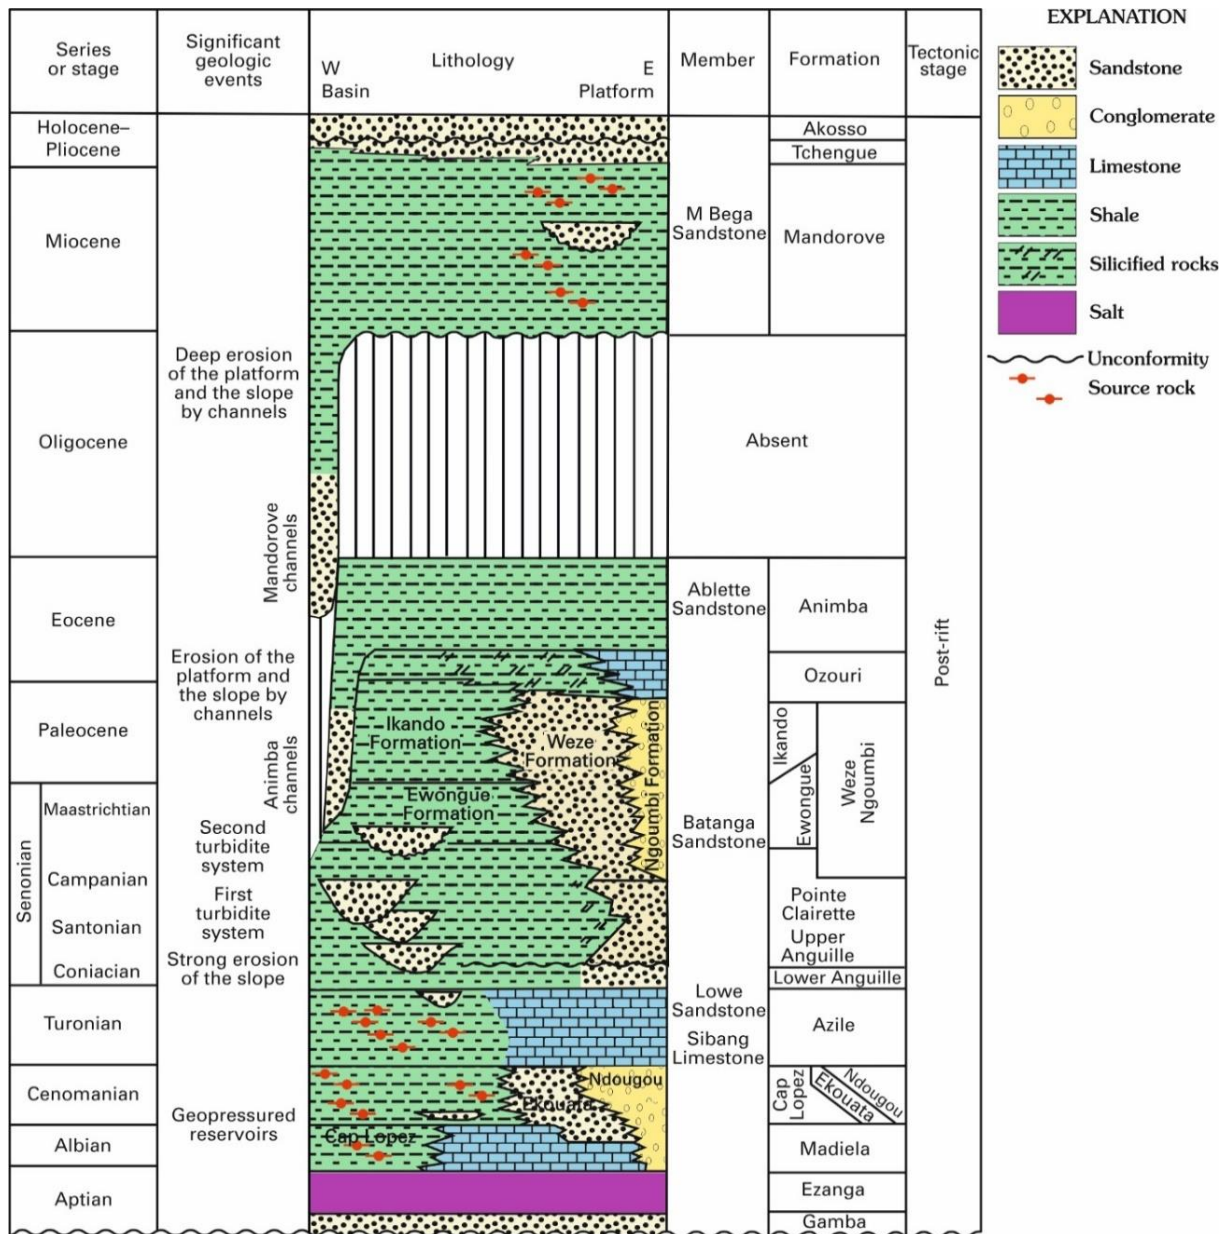 Series
or stage
Significant
geologic
events
W
Lithology
E
Basin
Platform
Member
Formation
Tectonic
stage
EXPLANATION
Sandstone
Conglomerate
Limestone
Shale
Silicified rocks
Salt
Unconformity
Source rock
Holocene–
Pliocene
Miocene
Oligocene
Eocene
Paleocene
Senonian
Maastrichtian
Campanian
Santonian
Coniacian
Turonian
Cenomanian
Albian
Aptian
Deep erosion
of the platform
and the slope
by channels
Mandorove
channels
Erosion of the
platform and
the slope by
channels
Animba
channels
Second
turbidite
system
First
turbidite
system
Strong erosion
of the slope
Geopressured
reservoirs
Ikando
Formation
Weze
Formation
Ngoumbi Formation
Ewongue
Formation
Ndougou
Ekouata
Cap Lopez
M Bega
Sandstone
Absent
Ablette
Sandstone
Batanga
Sandstone
Lowe
Sandstone
Sibang
Limestone
Akosso
Tchengue
Mandorove
Animba
Ozouri
Ikando
Ewongue
Weze
Ngoumbi
Pointe
Clairette
Upper
Anguille
Lower Anguille
Azile
Cap
Lopez
Ekouata
Ndougou
Madiela
Ezanga
Gamba
Post-rift